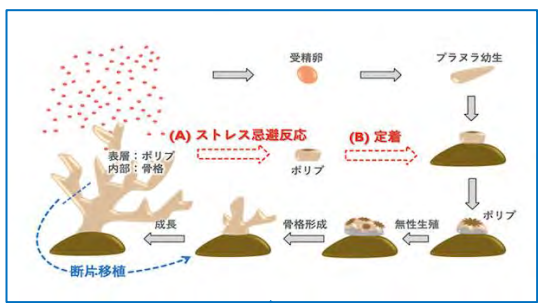 受精卵
プラヌラ幼生
(A) ストレス忌避反応
(B) 定着
表層：ポリプ
内部：骨格
ポリプ
ポリプ
成長
骨格形成
無性生殖
断片移植